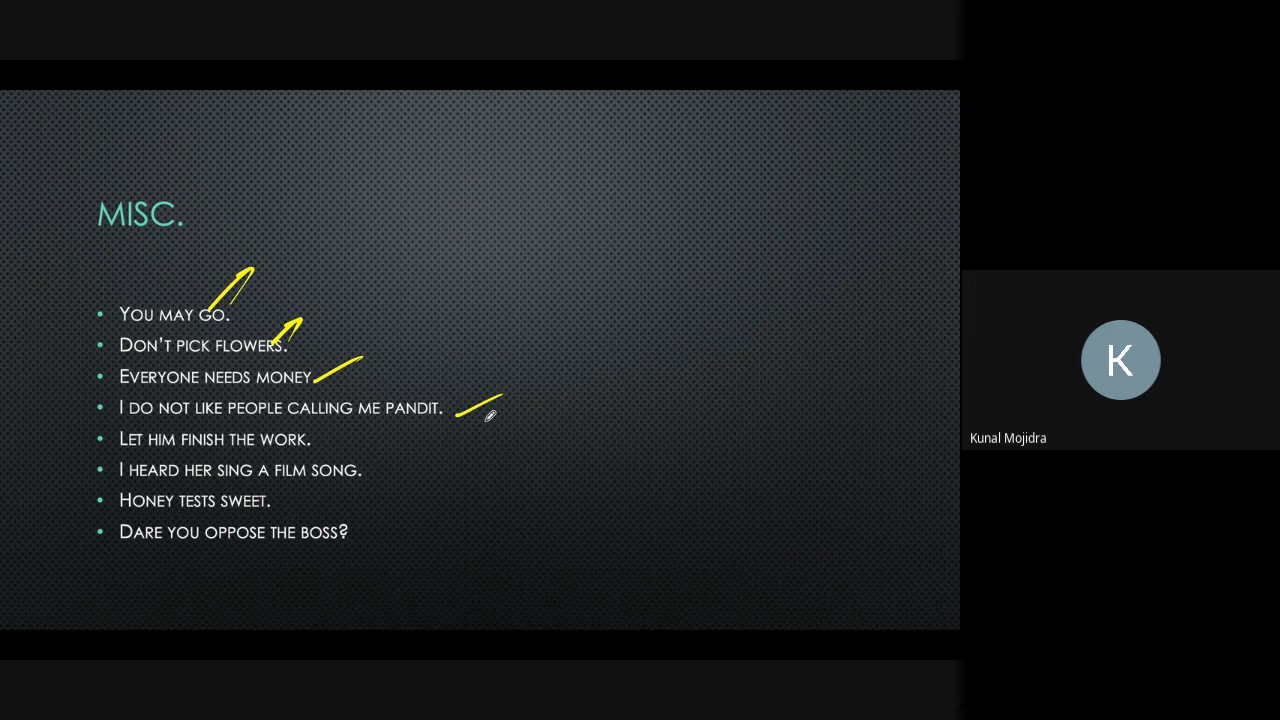 MISC.
• YOU MAY GO.
• DON'T PICK FLOWERS.
• EVERYONE NEEDS MONEY
• I DO NOT LIKE PEOPLE CALLING ME PANDIT.
• LET HIM FINISH THE WORK.
• I HEARD HER SING A FILM SONG.
• HONEY TESTS SWEET.
• DARE YOU OPPOSE THE BOSS?
K
Kunal Mojidra